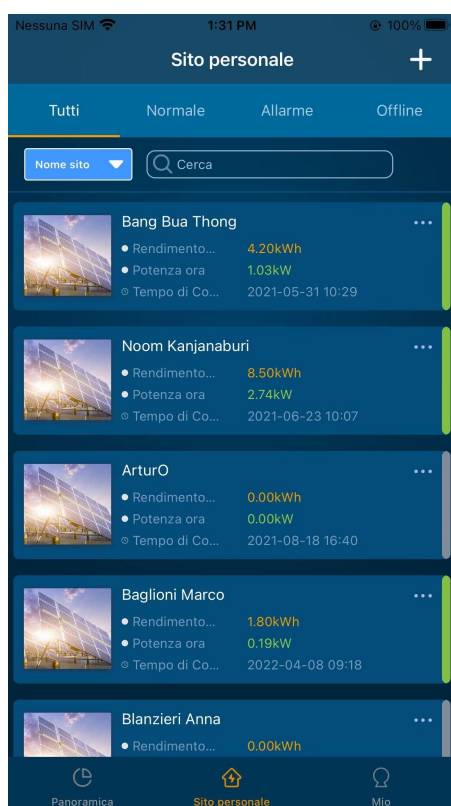 Nessuna SIM 1:31 PM 100%
Sito personale +
Tutti Normale Allarme Offline
Nome sito Cerca
Bang Bua Thong ...
Rendimento... 4.20kWh
Potenza ora 1.03kW
Tempo di Co... 2021-05-31 10:29
Noom Kanjanaburi ...
Rendimento... 8.50kWh
Potenza ora 2.74kW
Tempo di Co... 2021-06-23 10:07
ArturO ...
Rendimento... 0.00kWh
Potenza ora 0.00kW
Tempo di Co... 2021-08-18 16:40
Baglioni Marco ...
Rendimento... 1.80kWh
Potenza ora 0.19kW
Tempo di Co... 2022-04-08 09:18
Blanzieri Anna ...
Rendimento... 0.00kWh
Panoramica Sito personale Mio